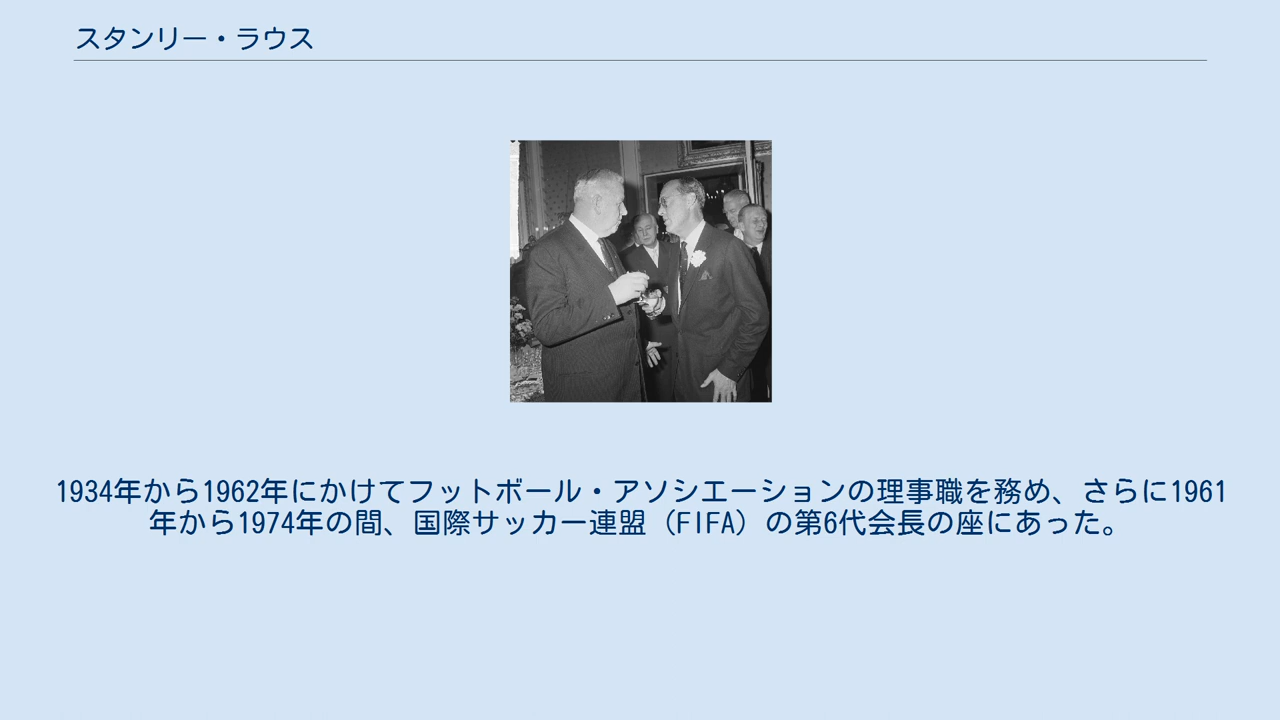 スタンリー・ラウス
1934年から1962年にかけてフットボール・アソシエーションの理事職を務め、さらに1961
年から1974年の間、国際サッカー連盟（FIFA）の第6代会長の座にあった。